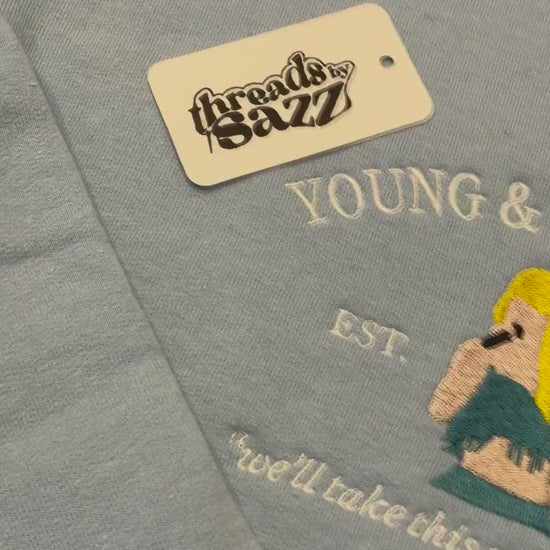 threads by
sazz
YOUNG &
EST.
"we'll take this